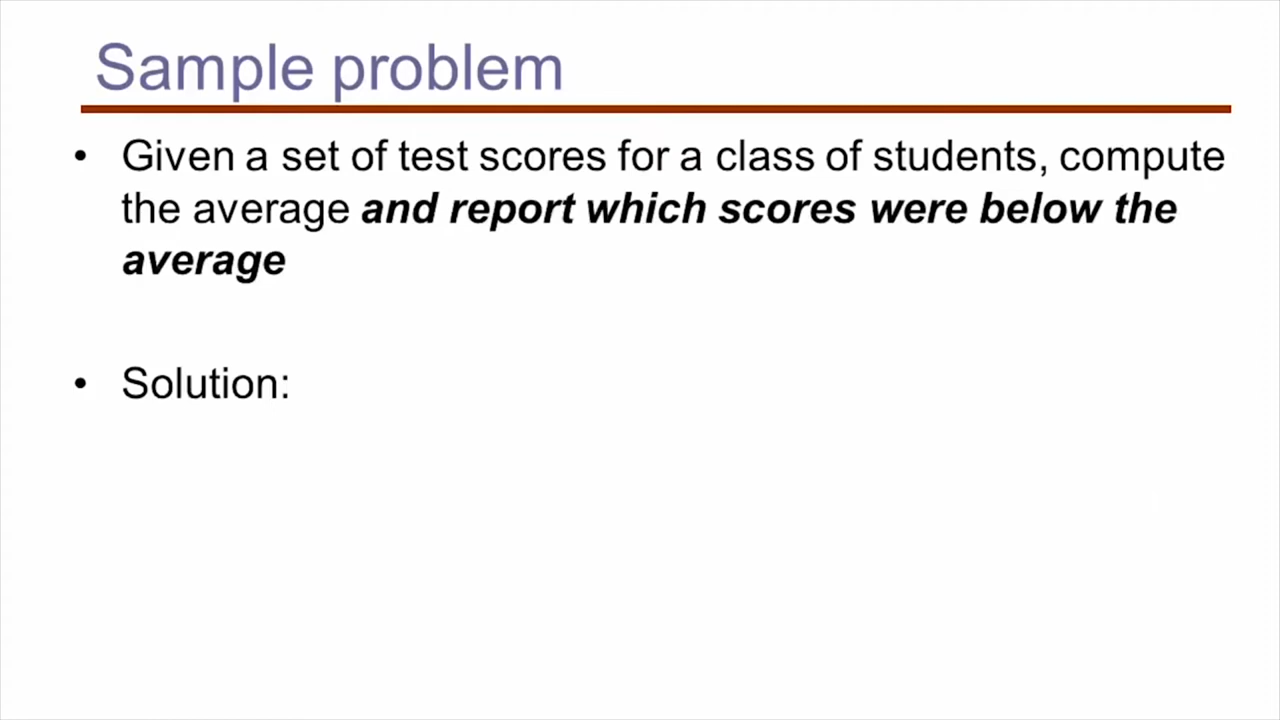 Sample problem
• Given a set of test scores for a class of students, compute
the average and report which scores were below the
average
• Solution: